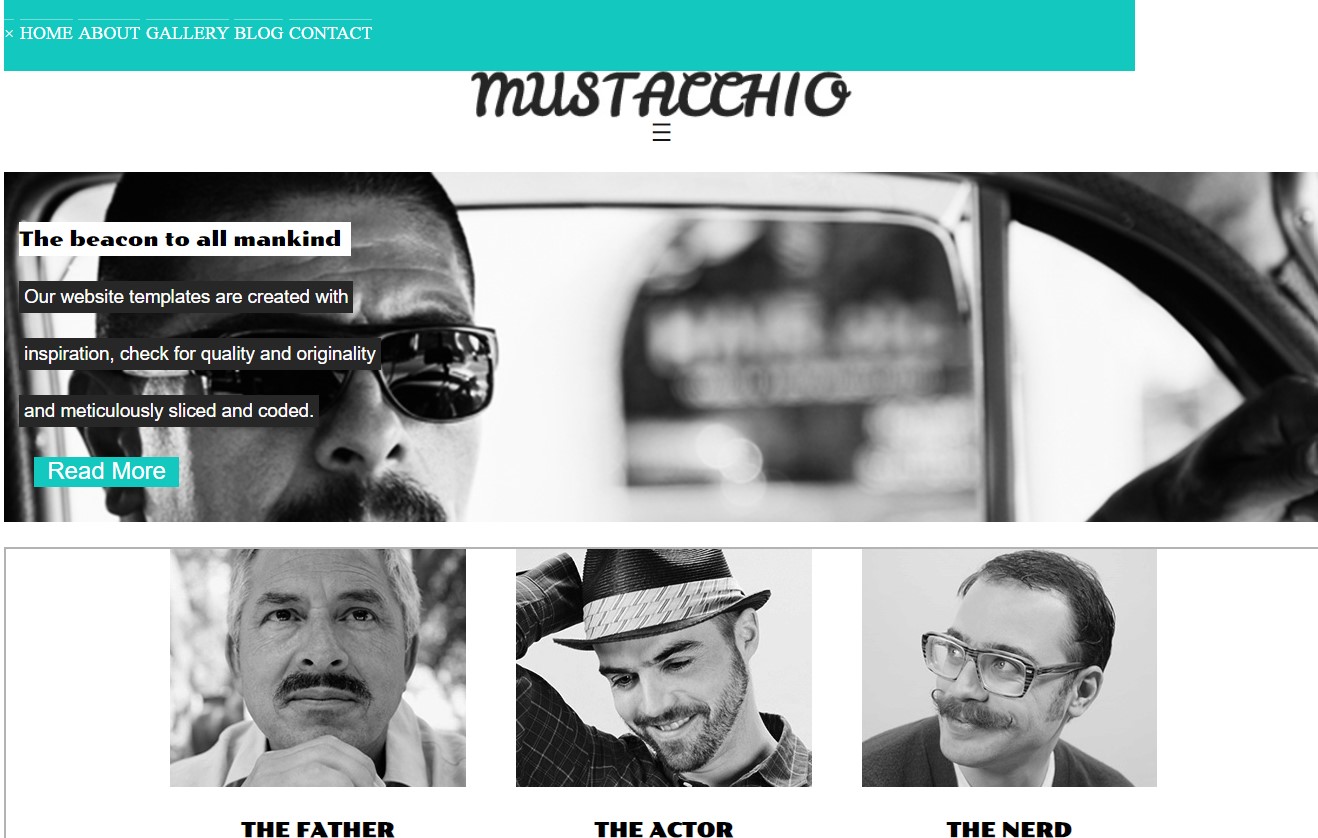 × HOME ABOUT GALLERY BLOG CONTACT
MUSTACCHIO
☰
The beacon to all mankind
Our website templates are created with
inspiration, check for quality and originality
and meticulously sliced and coded.
Read More
THE FATHER THE ACTOR THE NERD